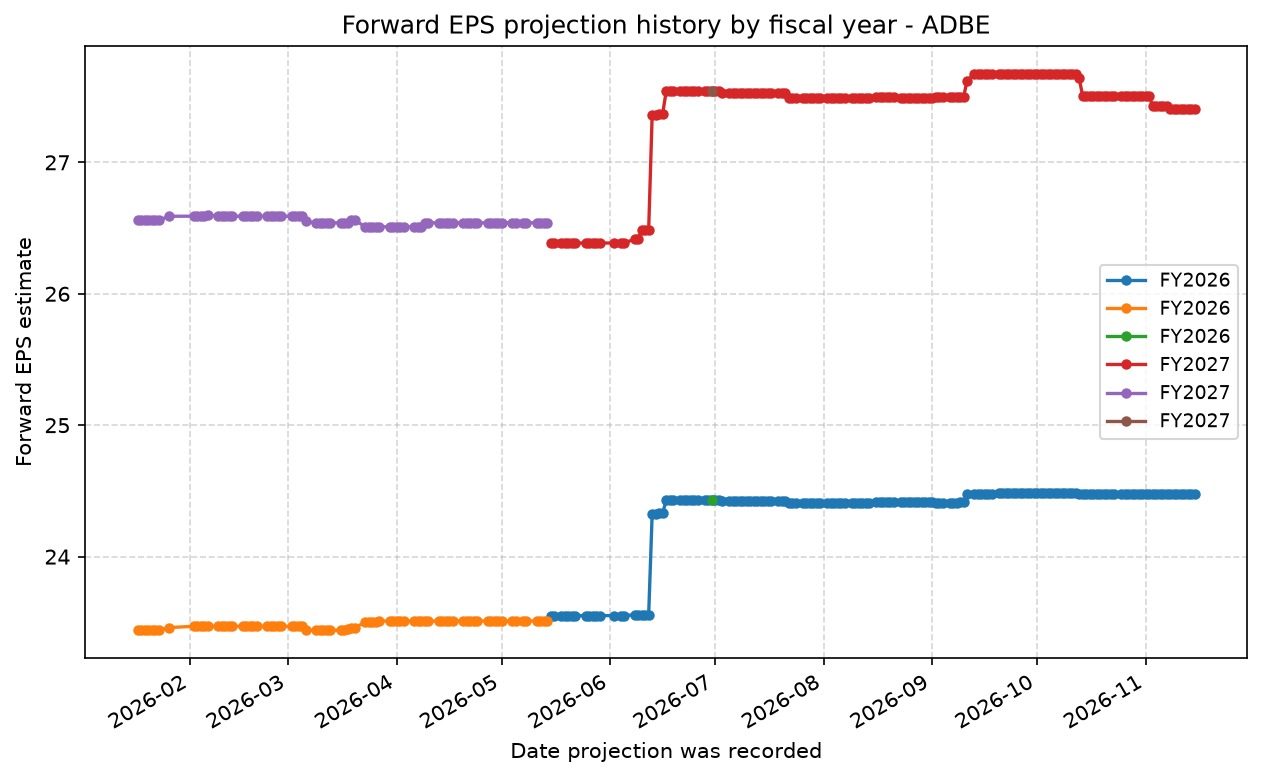 Forward EPS projection history by fiscal year - ADBE
Forward EPS estimate
27
26
25
24
FY2026
FY2026
FY2026
FY2027
FY2027
FY2027
2026-02
2026-03
2026-04
2026-05
2026-06
2026-07
2026-08
2026-09
2026-10
2026-11
Date projection was recorded